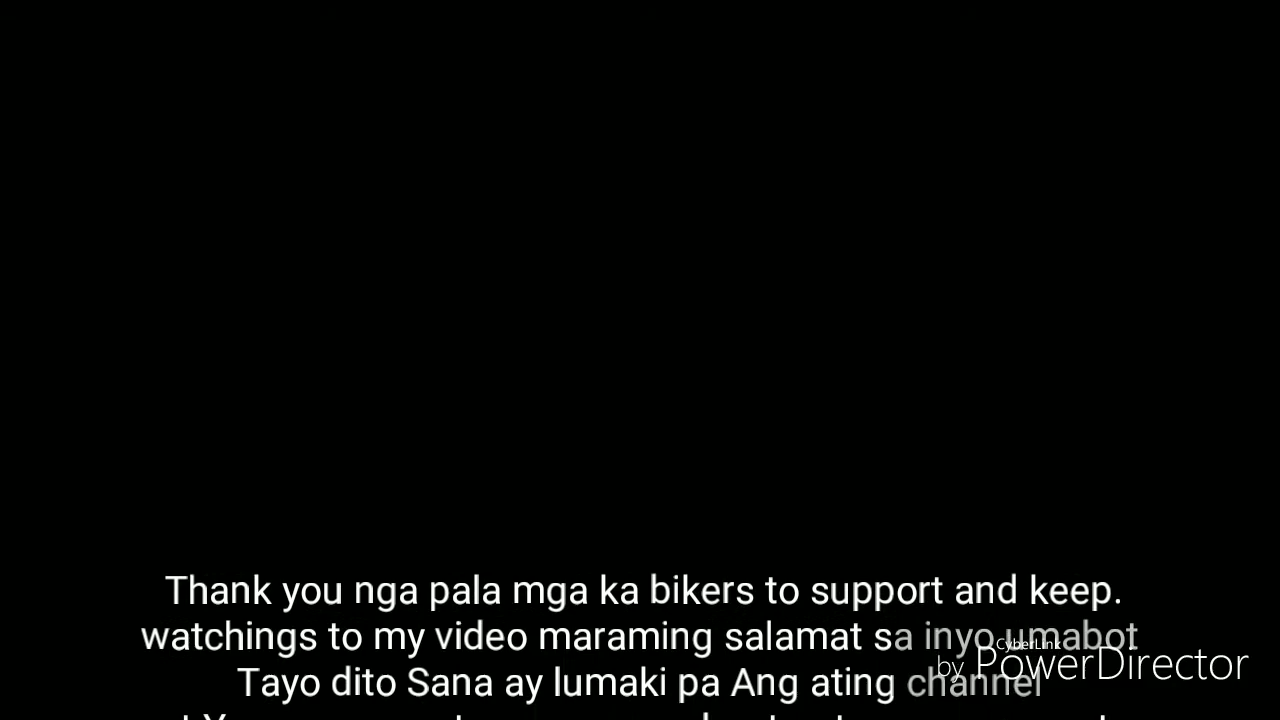 Thank you nga pala mga ka bikers to support and keep.
watchings to my video maraming salamat sa inyo umabot
Tayo dito Sana ay lumaki pa Ang ating channel
CyberLink
by PowerDirector